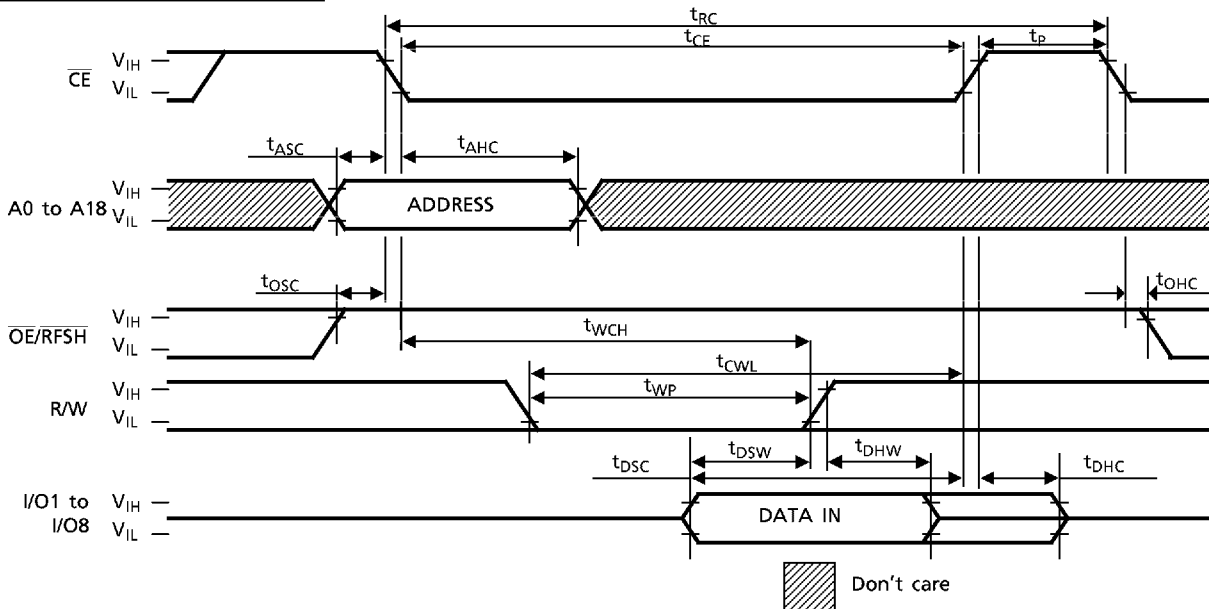 tRC
tCE
tP
CE
VIH
VIL
tASC
tAHC
A0 to A18
VIH
VIL
ADDRESS
tOSC
tOHC
OE/RFSH
VIH
VIL
tWCH
tCWL
R/W
VIH
VIL
tWP
tDSC
tDSW
tDHW
tDHC
I/O1 to
I/O8
VIH
VIL
DATA IN
Don't care